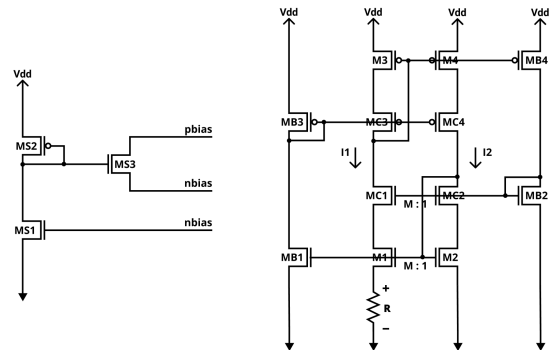 Vdd
MS2
MS3
pbias
nbias
nbias
MS1
Vdd
Vdd
Vdd
Vdd
M3
M4
MB4
MB3
MC3
MC4
I1
I2
MC1
M : 1
MC2
MB2
MB1
M1
M : 1
M2
+
R
−